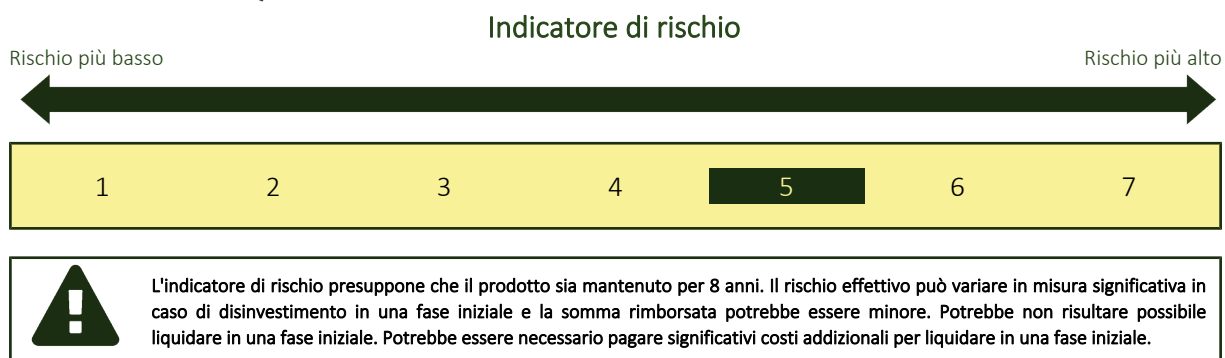 Indicatore di rischio
Rischio più basso
Rischio più alto
1 2 3 4 5 6 7
L'indicatore di rischio presuppone che il prodotto sia mantenuto per 8 anni. Il rischio effettivo può variare in misura significativa in
caso di disinvestimento in una fase iniziale e la somma rimborsata potrebbe essere minore. Potrebbe non risultare possibile
liquidare in una fase iniziale. Potrebbe essere necessario pagare significativi costi addizionali per liquidare in una fase iniziale.